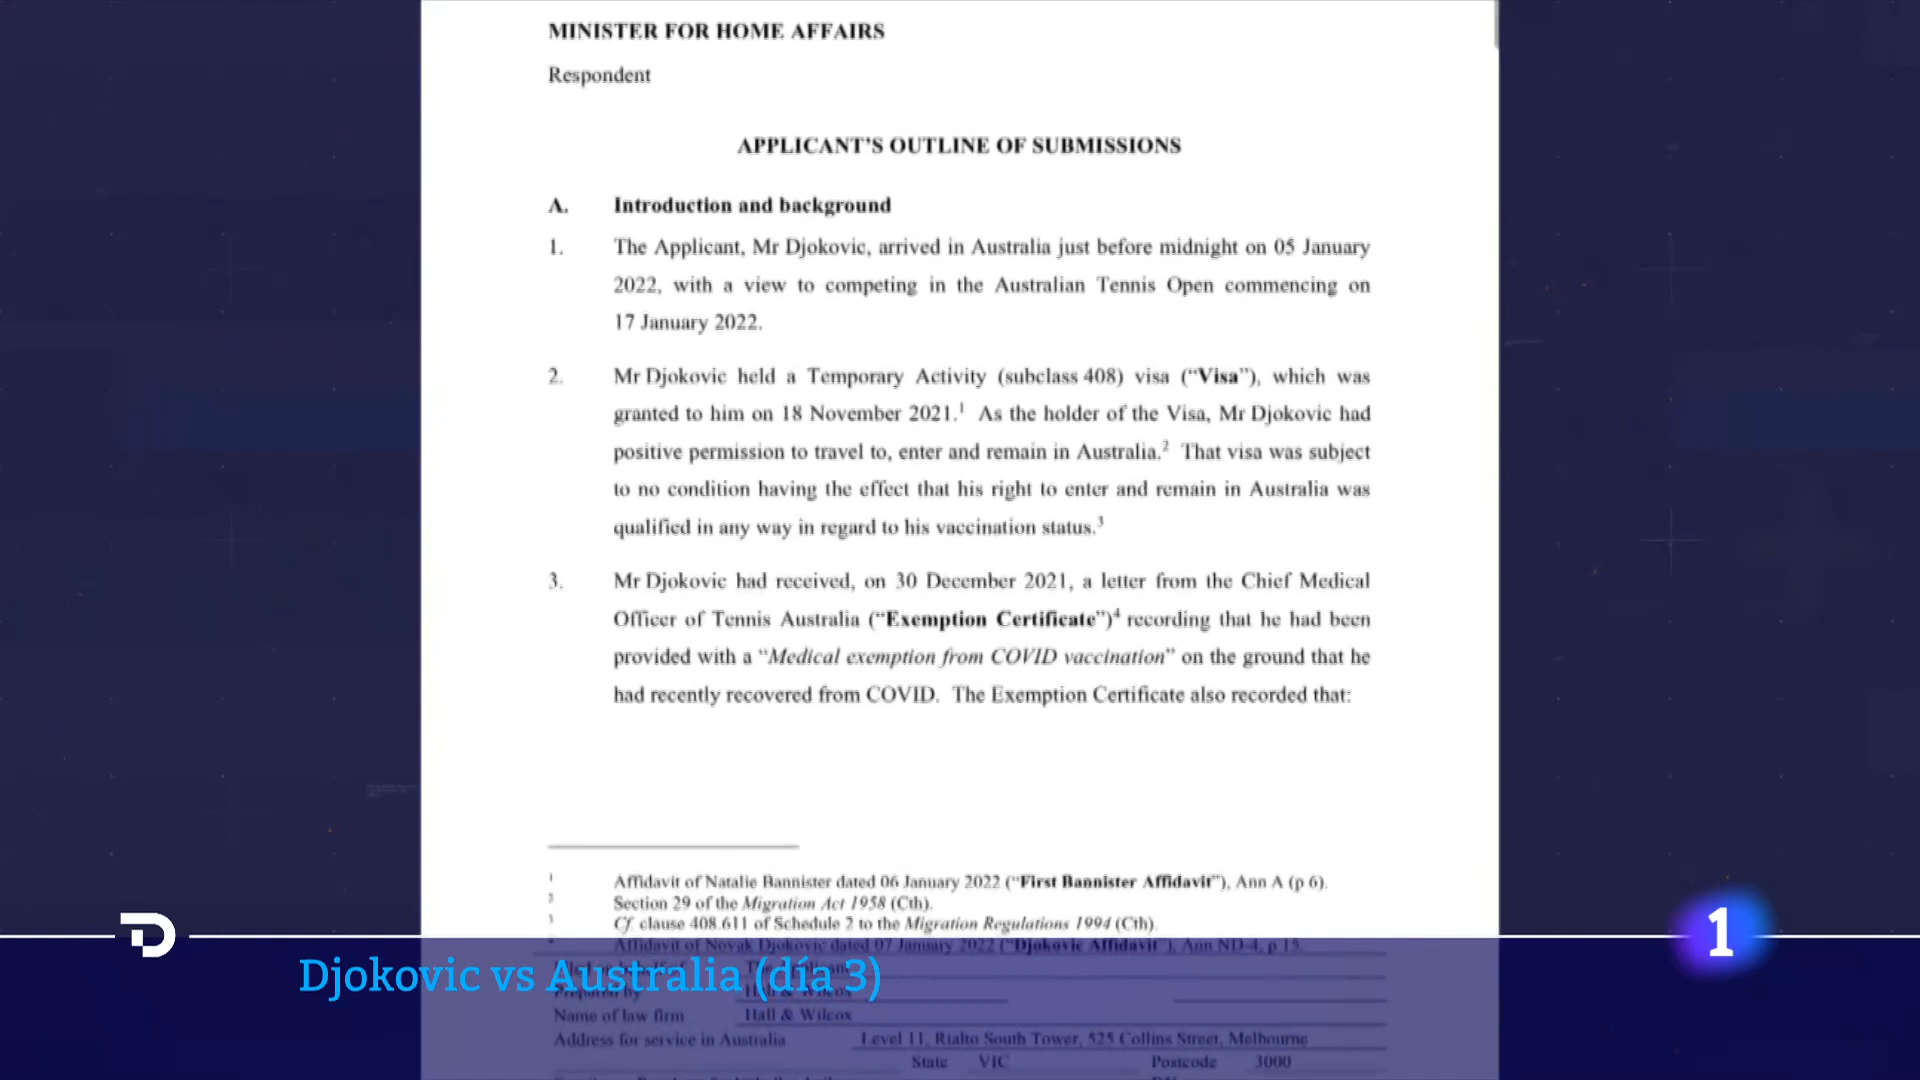 MINISTER FOR HOME AFFAIRS
Respondent
APPLICANT'S OUTLINE OF SUBMISSIONS
A. Introduction and background
1. The Applicant, Mr Djokovic, arrived in Australia just before midnight on 05 January
2022, with a view to competing in the Australian Tennis Open commencing on
17 January 2022.
2. Mr Djokovic held a Temporary Activity (subclass 408) visa (“Visa”), which was
granted to him on 18 November 2021.1 As the holder of the Visa, Mr Djokovic had
positive permission to travel to, enter and remain in Australia.2 That visa was subject
to no condition having the effect that his right to enter and remain in Australia was
qualified in any way in regard to his vaccination status.3
3. Mr Djokovic had received, on 30 December 2021, a letter from the Chief Medical
Officer of Tennis Australia (“Exemption Certificate”)4 recording that he had been
provided with a “Medical exemption from COVID vaccination” on the ground that he
had recently recovered from COVID. The Exemption Certificate also recorded that:
1 Affidavit of Natalie Bannister dated 06 January 2022 (“First Bannister Affidavit”), Ann A (p 6).
2 Section 29 of the Migration Act 1958 (Cth).
3 Cf. clause 408.611 of Schedule 2 to the Migration Regulations 1994 (Cth).
4 Affidavit of Novak Djokovic dated 07 January 2022 (“Djokovic Affidavit”), Ann ND-4, p 15.
Prepared by Hall & Wilcox
Name of law firm Hall & Wilcox
Address for service in Australia Level 11, Rialto South Tower, 525 Collins Street, Melbourne
State VIC Postcode 3000
Djokovic vs Australia (día 3)
1